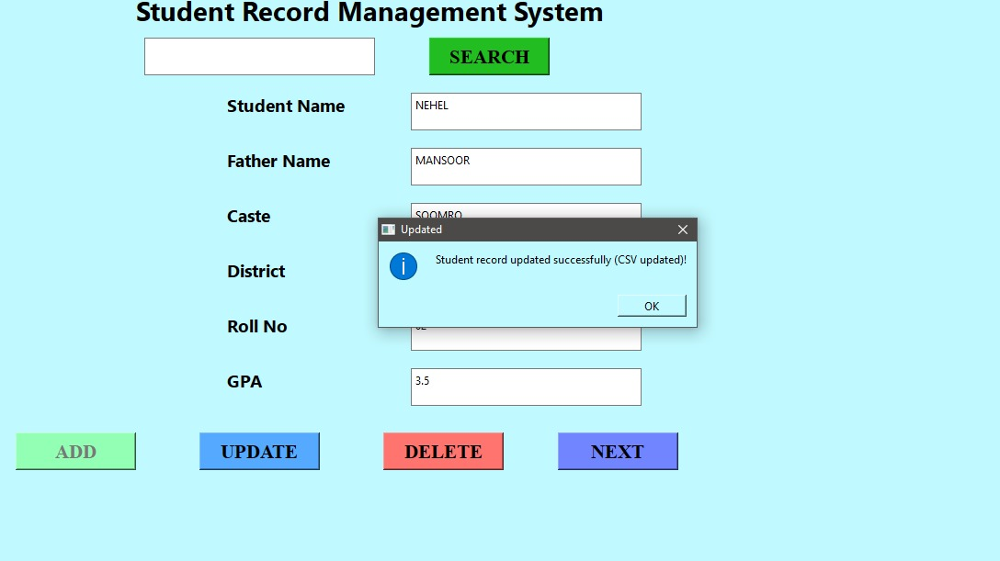 Student Record Management System
SEARCH
Student Name
NEHEL
Father Name
MANSOOR
Caste
SOOMRO
Updated
Student record updated successfully (CSV updated)!
OK
District
Roll No
GPA
3.5
ADD
UPDATE
DELETE
NEXT